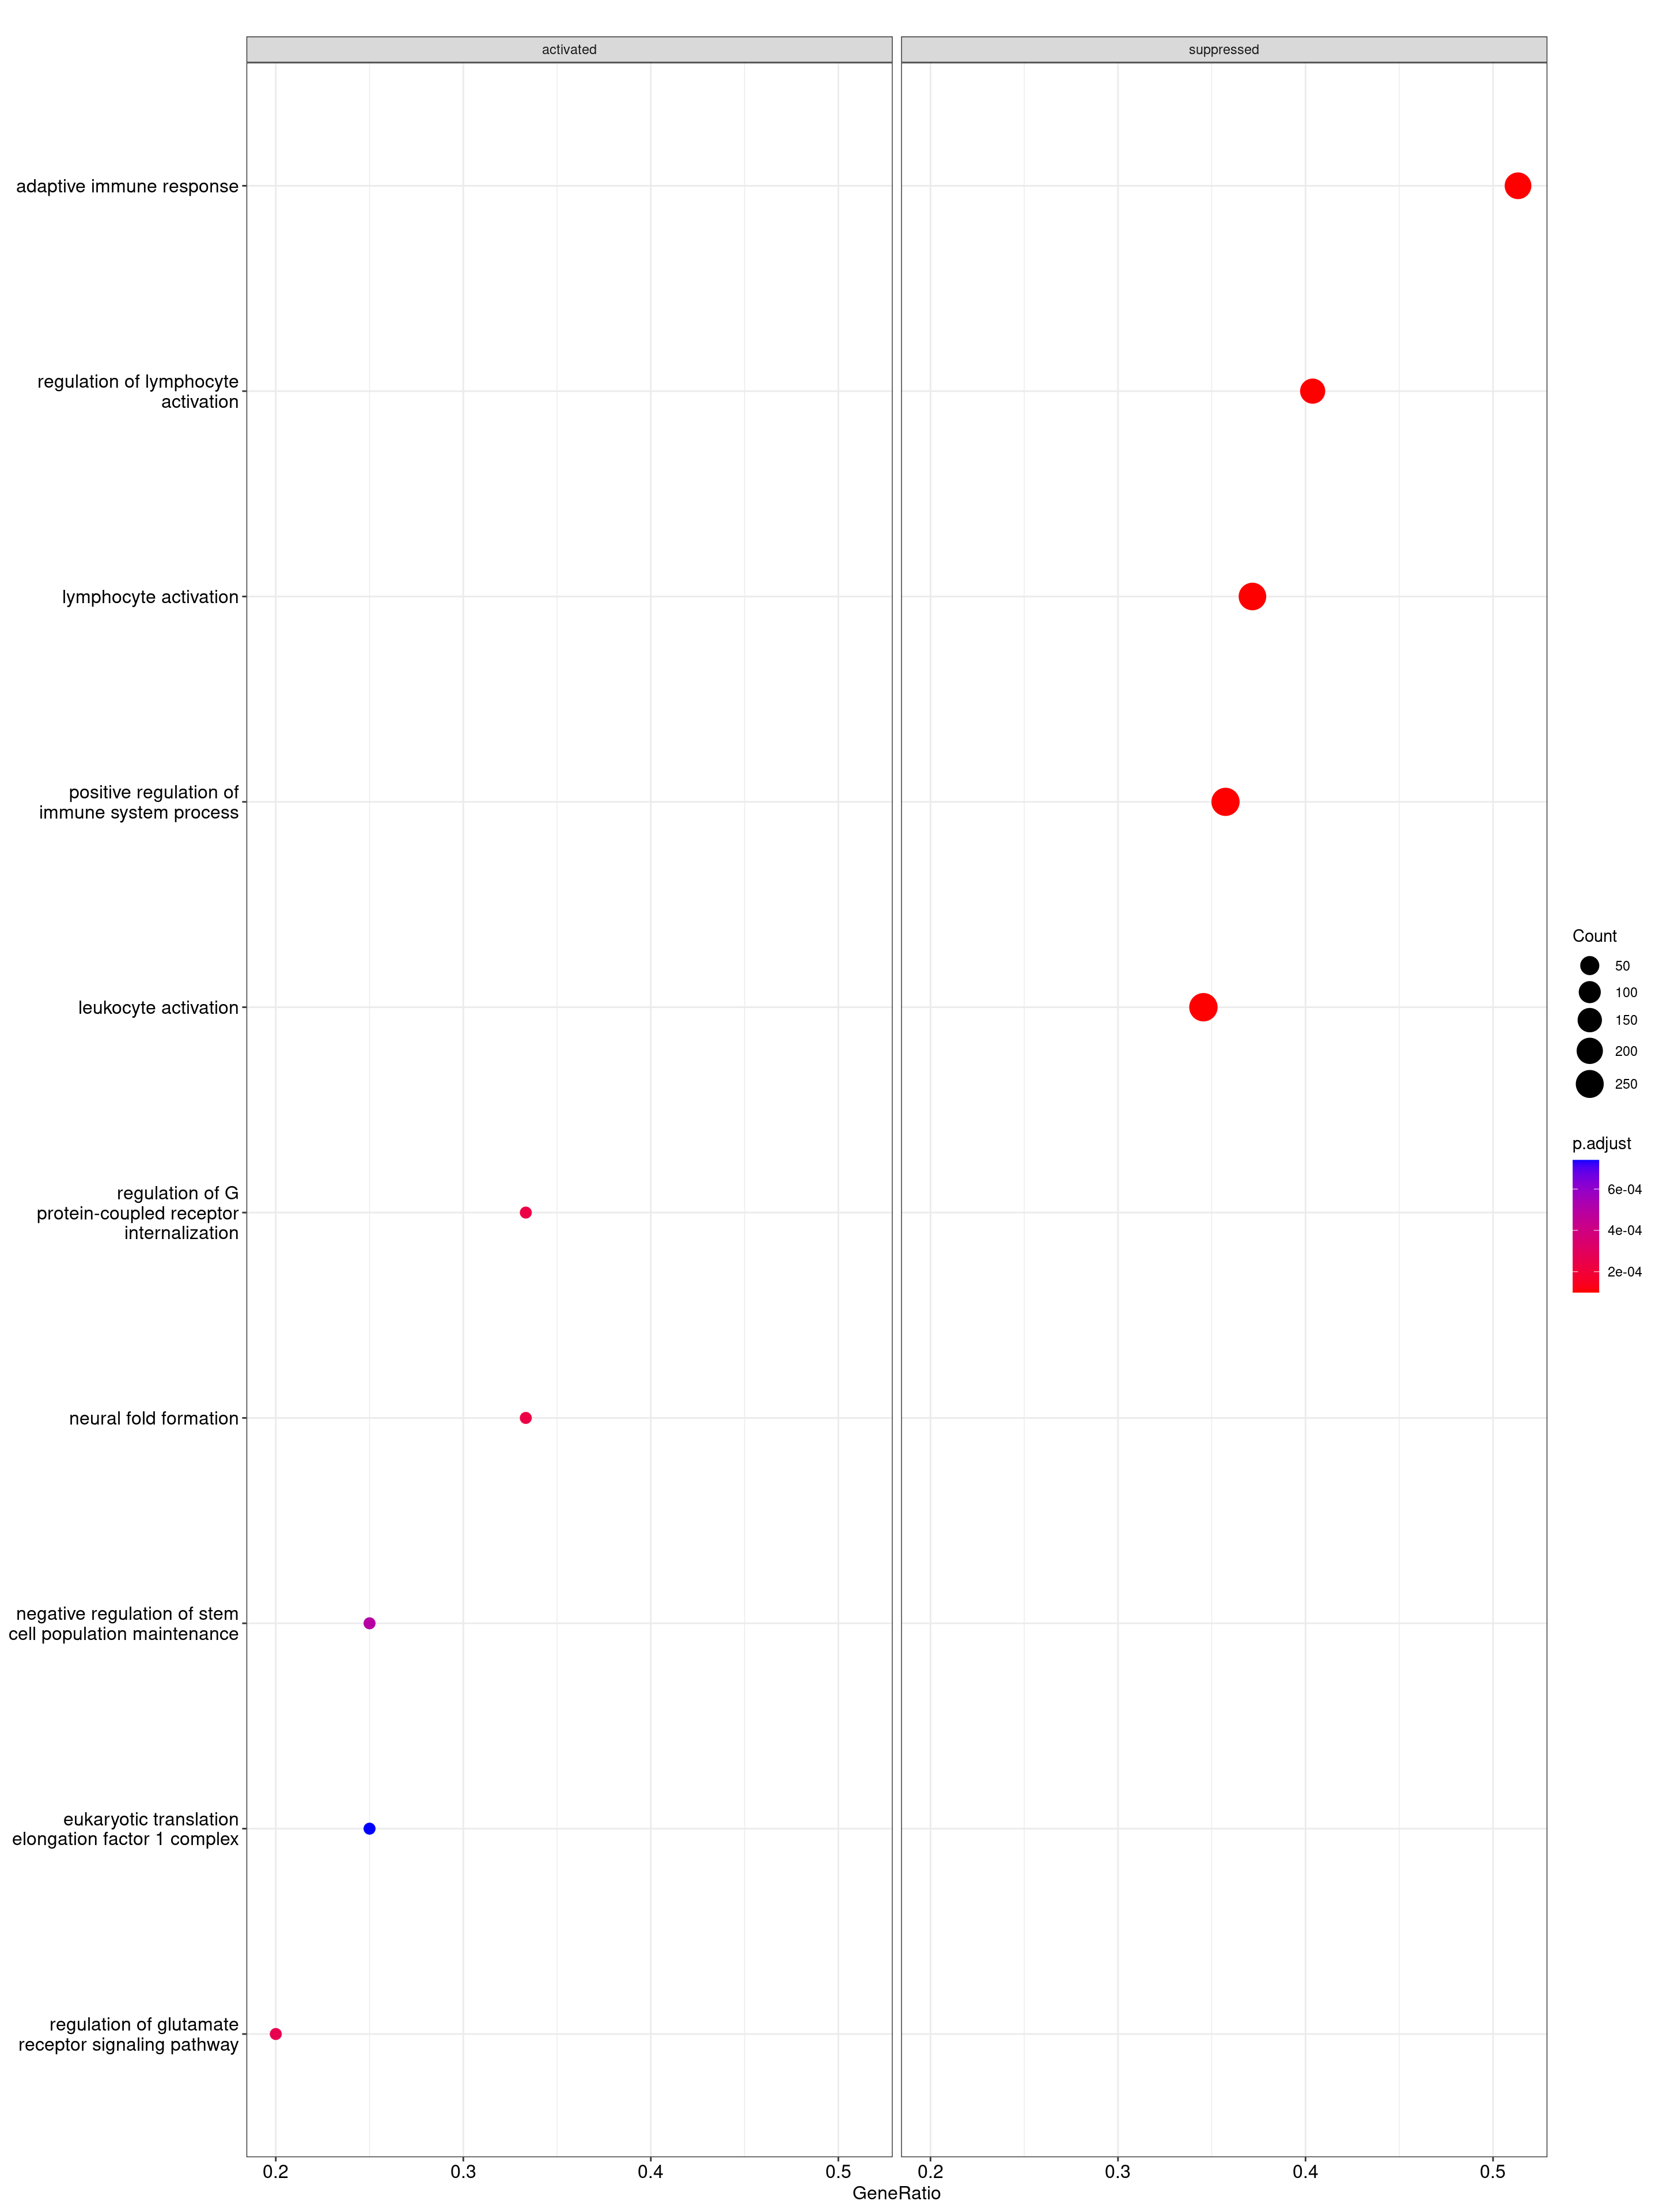 activated
suppressed
adaptive immune response
regulation of lymphocyte
activation
lymphocyte activation
positive regulation of
immune system process
leukocyte activation
regulation of G
protein-coupled receptor
internalization
neural fold formation
negative regulation of stem
cell population maintenance
eukaryotic translation
elongation factor 1 complex
regulation of glutamate
receptor signaling pathway
0.2
0.3
0.4
0.5
0.2
0.3
0.4
0.5
GeneRatio
Count
50
100
150
200
250
p.adjust
6e-04
4e-04
2e-04